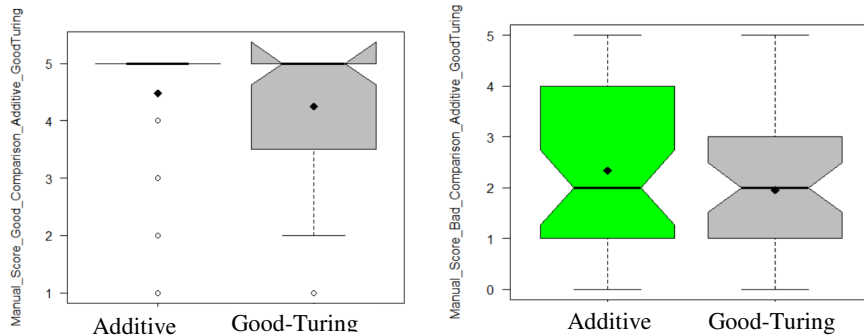 Manual_Score_Good_Comparison_Additive_GoodTuring
5
4
3
2
1
Additive
Good-Turing
Manual_Score_Bad_Comparison_Additive_GoodTuring
5
4
3
2
1
0
Additive
Good-Turing